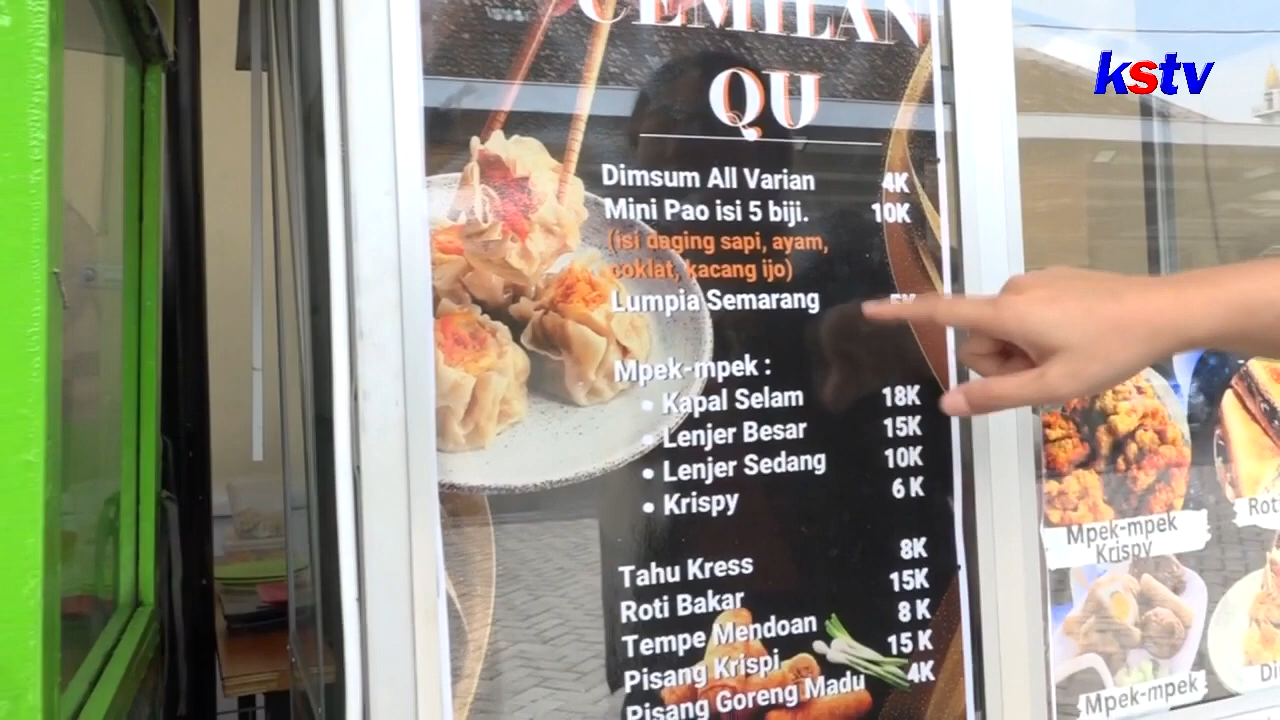 kstv
CEMILAN
QU
Dimsum All Varian 4K
Mini Pao isi 5 biji. 10K
(isi daging sapi, ayam,
coklat, kacang ijo)
Lumpia Semarang 5K
Mpek-mpek :
• Kapal Selam 18K
• Lenjer Besar 15K
• Lenjer Sedang 10K
• Krispy 6 K
Tahu Kress 8K
Roti Bakar 15K
Tempe Mendoan 8 K
Pisang Krispi 15 K
Pisang Goreng Madu 4K
Mpek-mpek
Krispy
Mpek-mpek